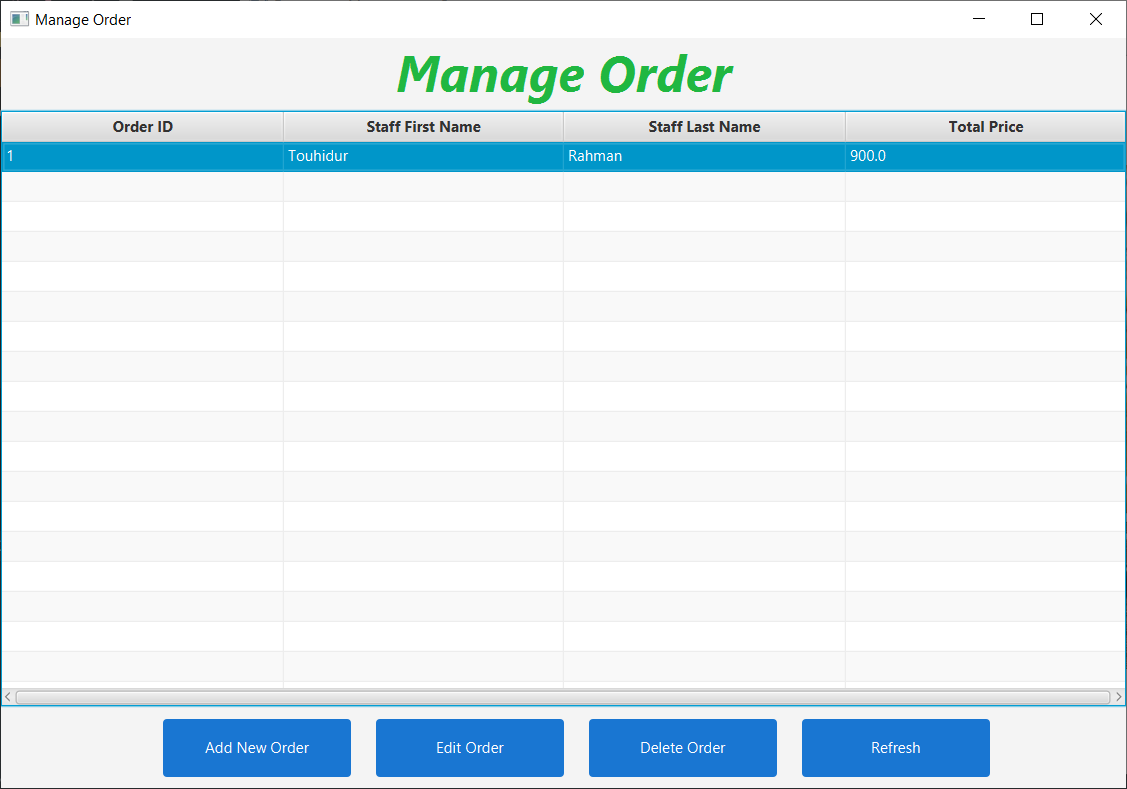 Manage Order
Manage Order
Order ID Staff First Name Staff Last Name Total Price
1 Touhidur Rahman 900.0
Add New Order Edit Order Delete Order Refresh